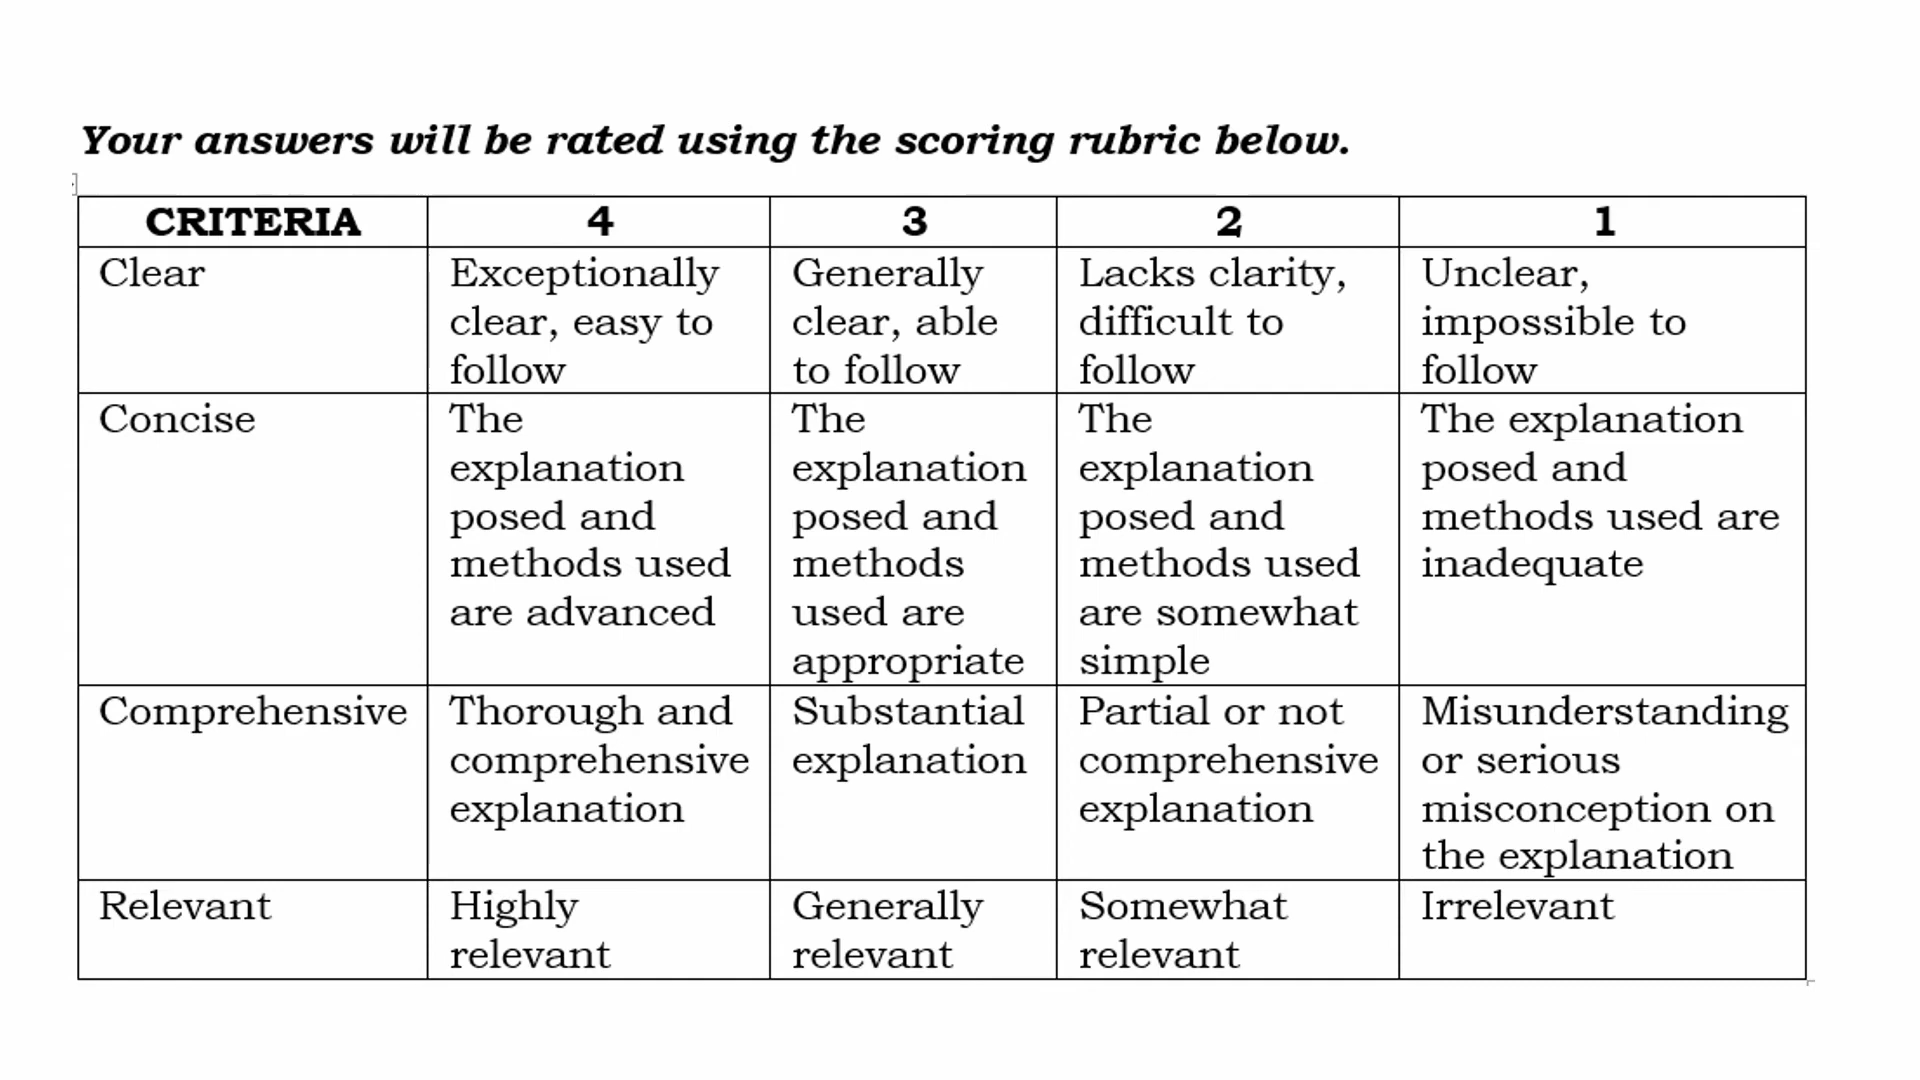 Your answers will be rated using the scoring rubric below.
CRITERIA 4 3 2 1
Clear
Exceptionally
clear, easy to
follow
Generally
clear, able
to follow
Lacks clarity,
difficult to
follow
Unclear,
impossible to
follow
Concise
The
explanation
posed and
methods used
are advanced
The
explanation
posed and
methods
used are
appropriate
The
explanation
posed and
methods used
are somewhat
simple
The explanation
posed and
methods used are
inadequate
Comprehensive
Thorough and
comprehensive
explanation
Substantial
explanation
Partial or not
comprehensive
explanation
Misunderstanding
or serious
misconception on
the explanation
Relevant
Highly
relevant
Generally
relevant
Somewhat
relevant
Irrelevant